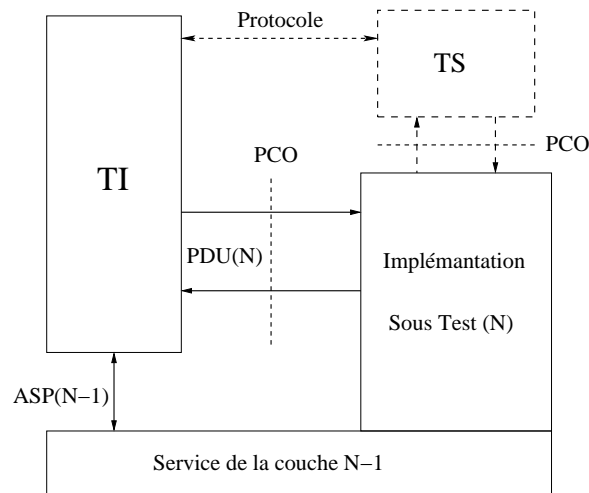 Protocole
TS
TI
PCO
PCO
PDU(N)
Implémantation
Sous Test (N)
ASP(N−1)
Service de la couche N−1